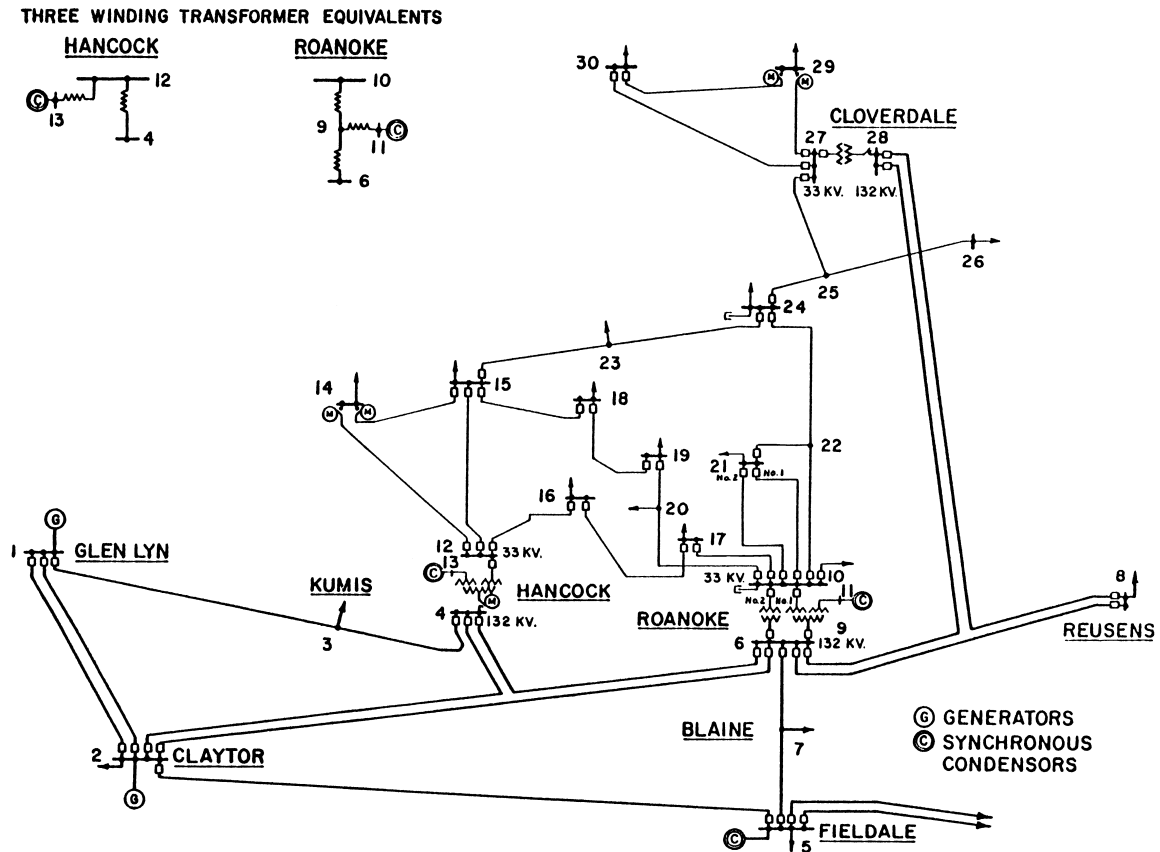 THREE WINDING TRANSFORMER EQUIVALENTS
HANCOCK
ROANOKE
12
C
13
4
10
9
C
11
6
30
29
M
M
CLOVERDALE
27
28
33 KV.
132 KV.
26
25
24
23
15
14
M
M
18
22
19
21
No. 2
No. 1
16
20
17
G
1
GLEN LYN
12
33 KV.
13
C
HANCOCK
M
KUMIS
3
4
132 KV.
33 KV.
10
No.2
No.1
11
C
ROANOKE
9
6
132 KV.
8
REUSENS
BLAINE
7
G GENERATORS
C SYNCHRONOUS
CONDENSORS
2
CLAYTOR
G
C
5
FIELDALE